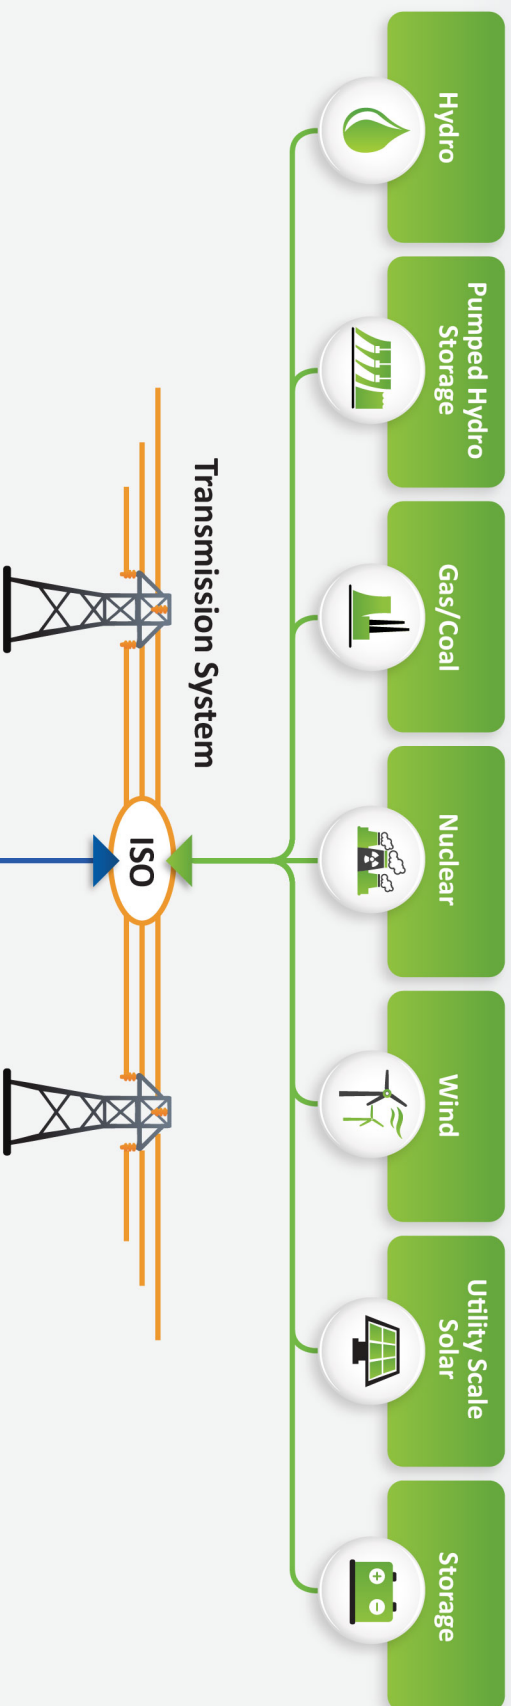 Hydro
Pumped Hydro
Storage
Gas/Coal
Nuclear
Wind
Utility Scale
Solar
Storage
Transmission System
ISO